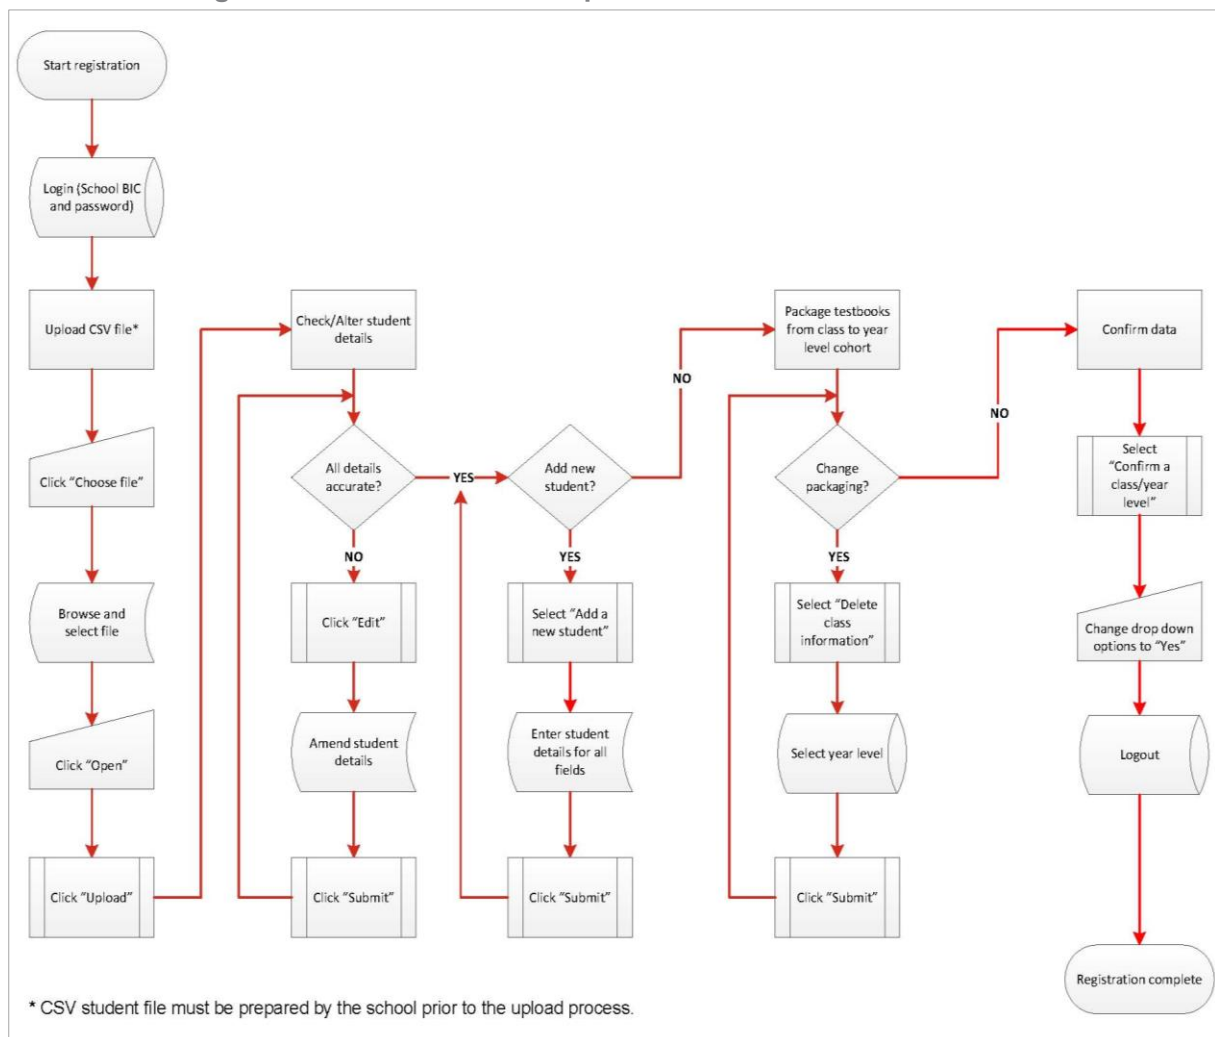 Start registration
Login (School BIC
and password)
Upload CSV file*
Click “Choose file”
Browse and
select file
Click “Open”
Click “Upload”
Check/Alter student
details
All details
accurate?
YES
NO
Click “Edit”
Amend student
details
Click “Submit”
Add new
student?
NO
YES
Select “Add a
new student”
Enter student
details for all
fields
Click “Submit”
Package testbooks
from class to year
level cohort
Change
packaging?
NO
YES
Select “Delete
class
information”
Select year level
Click “Submit”
Confirm data
Select
“Confirm a
class/year
level”
Change drop down
options to “Yes”
Logout
Registration complete
* CSV student file must be prepared by the school prior to the upload process.